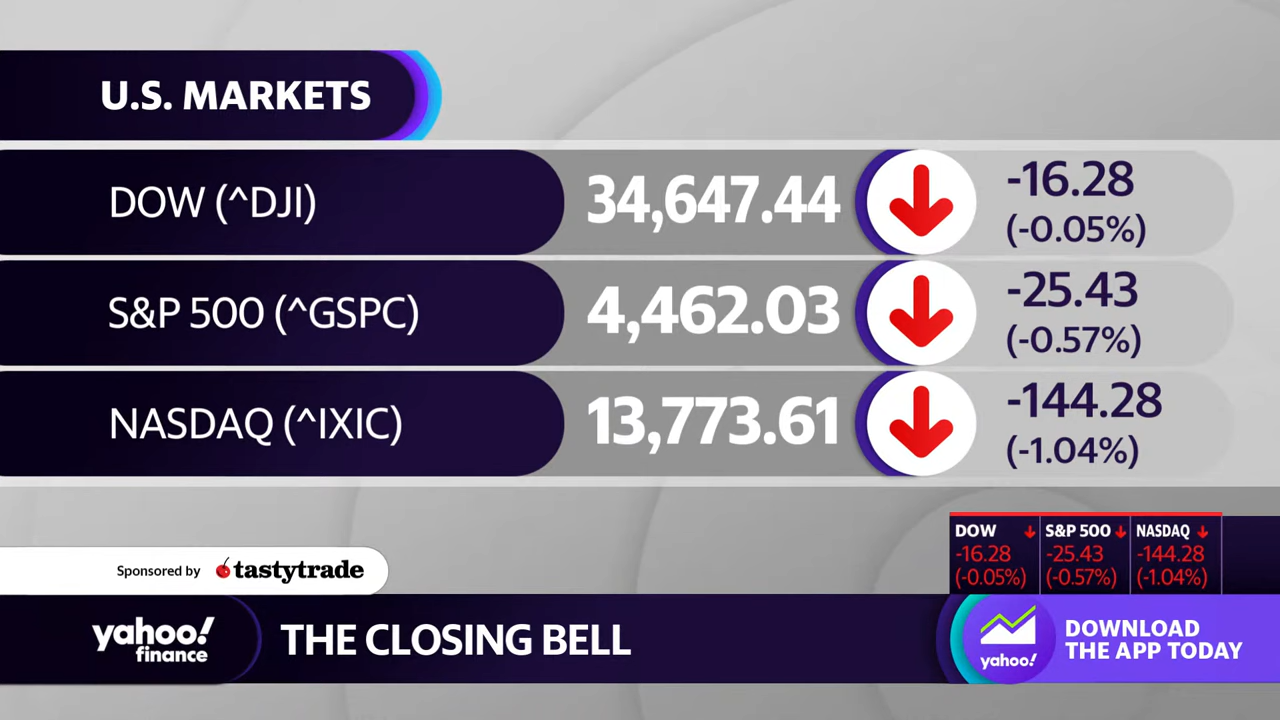 U.S. MARKETS
DOW (^DJI) 34,647.44 -16.28
(-0.05%)
S&P 500 (^GSPC) 4,462.03 -25.43
(-0.57%)
NASDAQ (^IXIC) 13,773.61 -144.28
(-1.04%)
DOW S&P 500 NASDAQ
-16.28 -25.43 -144.28
(-0.05%) (-0.57%) (-1.04%)
Sponsored by tastytrade
yahoo!
finance
THE CLOSING BELL
yahoo!
DOWNLOAD
THE APP TODAY